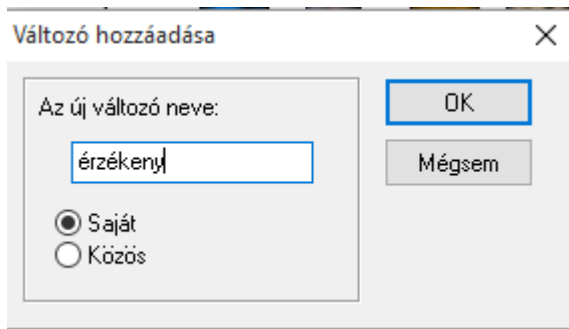 Változó hozzáadása
Az új változó neve:
érzékeny
Saját
Közös
OK
Mégsem